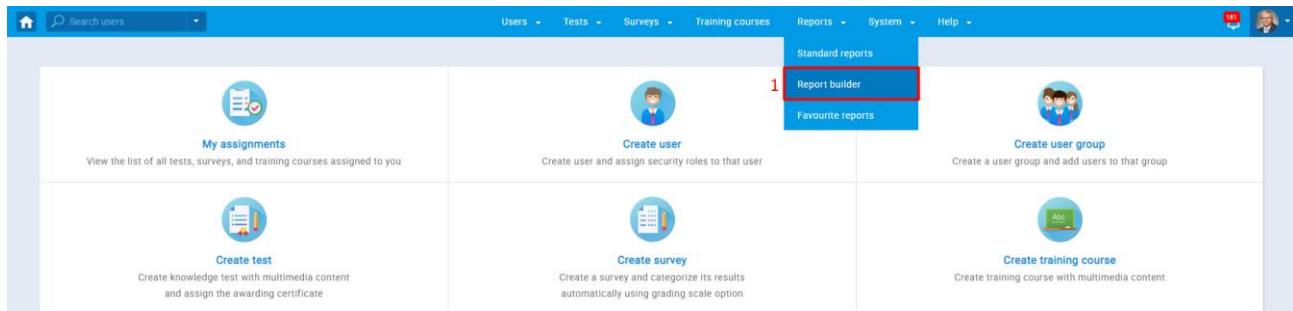 Search users
Users Tests Surveys Training courses Reports System Help
181
Standard reports
1 Report builder
Favourite reports
My assignments
View the list of all tests, surveys, and training courses assigned to you
Create user
Create user and assign security roles to that user
Create user group
Create a user group and add users to that group
Abc
Create test
Create knowledge test with multimedia content
and assign the awarding certificate
Create survey
Create a survey and categorize its results
automatically using grading scale option
Create training course
Create training course with multimedia content